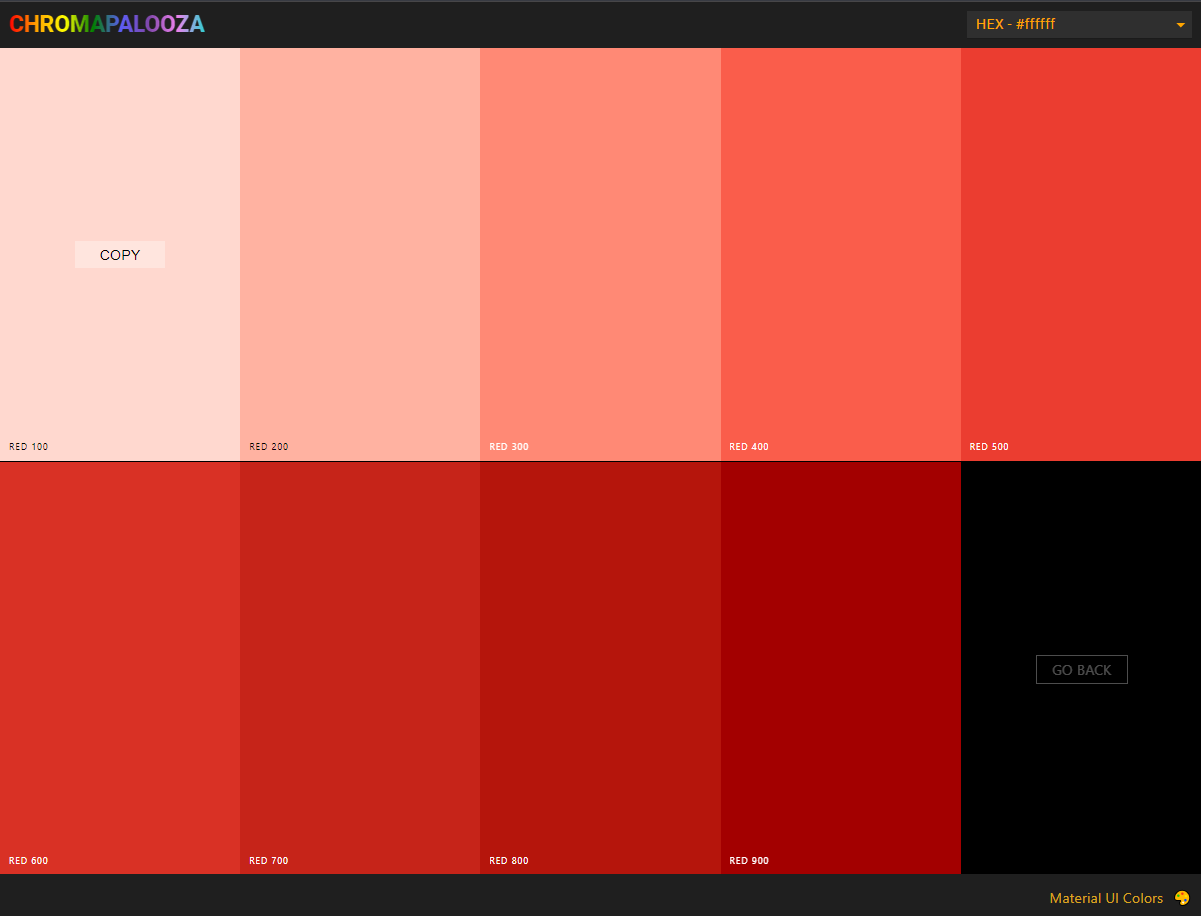 CHROMAPALOOZA
HEX - #ffffff
COPY
RED 100
RED 200
RED 300
RED 400
RED 500
GO BACK
RED 600
RED 700
RED 800
RED 900
Material UI Colors